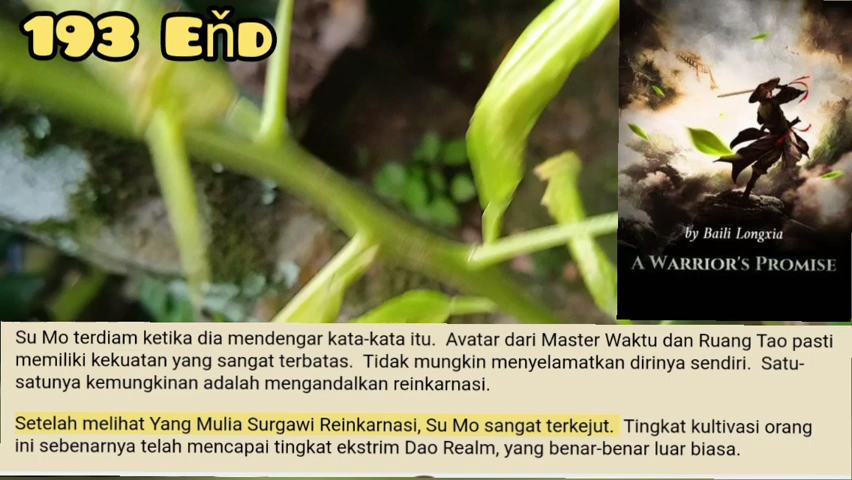 193 Eňd
by Baili Longxia
A WARRIOR'S PROMISE
Su Mo terdiam ketika dia mendengar kata-kata itu. Avatar dari Master Waktu dan Ruang Tao pasti
memiliki kekuatan yang sangat terbatas. Tidak mungkin menyelamatkan dirinya sendiri. Satu-
satunya kemungkinan adalah mengandalkan reinkarnasi.
Setelah melihat Yang Mulia Surgawi Reinkarnasi, Su Mo sangat terkejut. Tingkat kultivasi orang
ini sebenarnya telah mencapai tingkat ekstrim Dao Realm, yang benar-benar luar biasa.